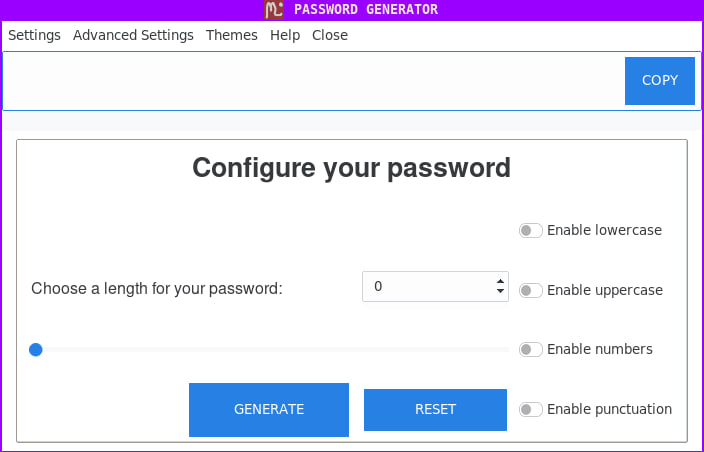 PASSWORD GENERATOR
Settings Advanced Settings Themes Help Close
COPY
Configure your password
Enable lowercase
Choose a length for your password: 0
Enable uppercase
Enable numbers
GENERATE RESET
Enable punctuation